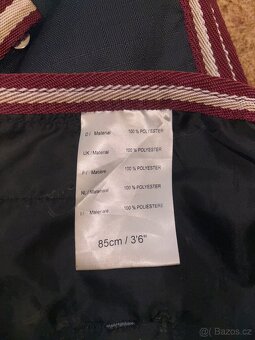 D / Material 100 % POLYESTER
UK / Material 100 % POLYESTER
F / Matière 100 % POLYESTER
NL / Materiaal 100 % POLYESTER
I / Materiale 100 % POLIESTERE
85cm / 3'6"
Bazos.cz